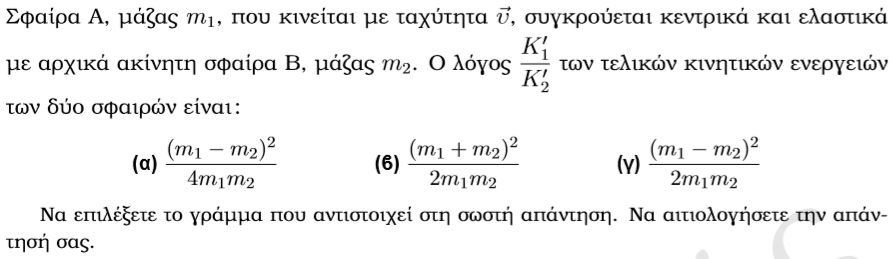 Σφαίρα Α, μάζας $m_1$, που κινείται με ταχύτητα $\vec{v}$, συγκρούεται κεντρικά και ελαστικά
με αρχικά ακίνητη σφαίρα Β, μάζας $m_2$. Ο λόγος $\frac{K_1'}{K_2'}$ των τελικών κινητικών ενεργειών
των δύο σφαιρών είναι:
(α) $\frac{(m_1 - m_2)^2}{4m_1m_2}$ (β) $\frac{(m_1 + m_2)^2}{2m_1m_2}$ (γ) $\frac{(m_1 - m_2)^2}{2m_1m_2}$
Να επιλέξετε το γράμμα που αντιστοιχεί στη σωστή απάντηση. Να αιτιολογήσετε την απάν-
τησή σας.